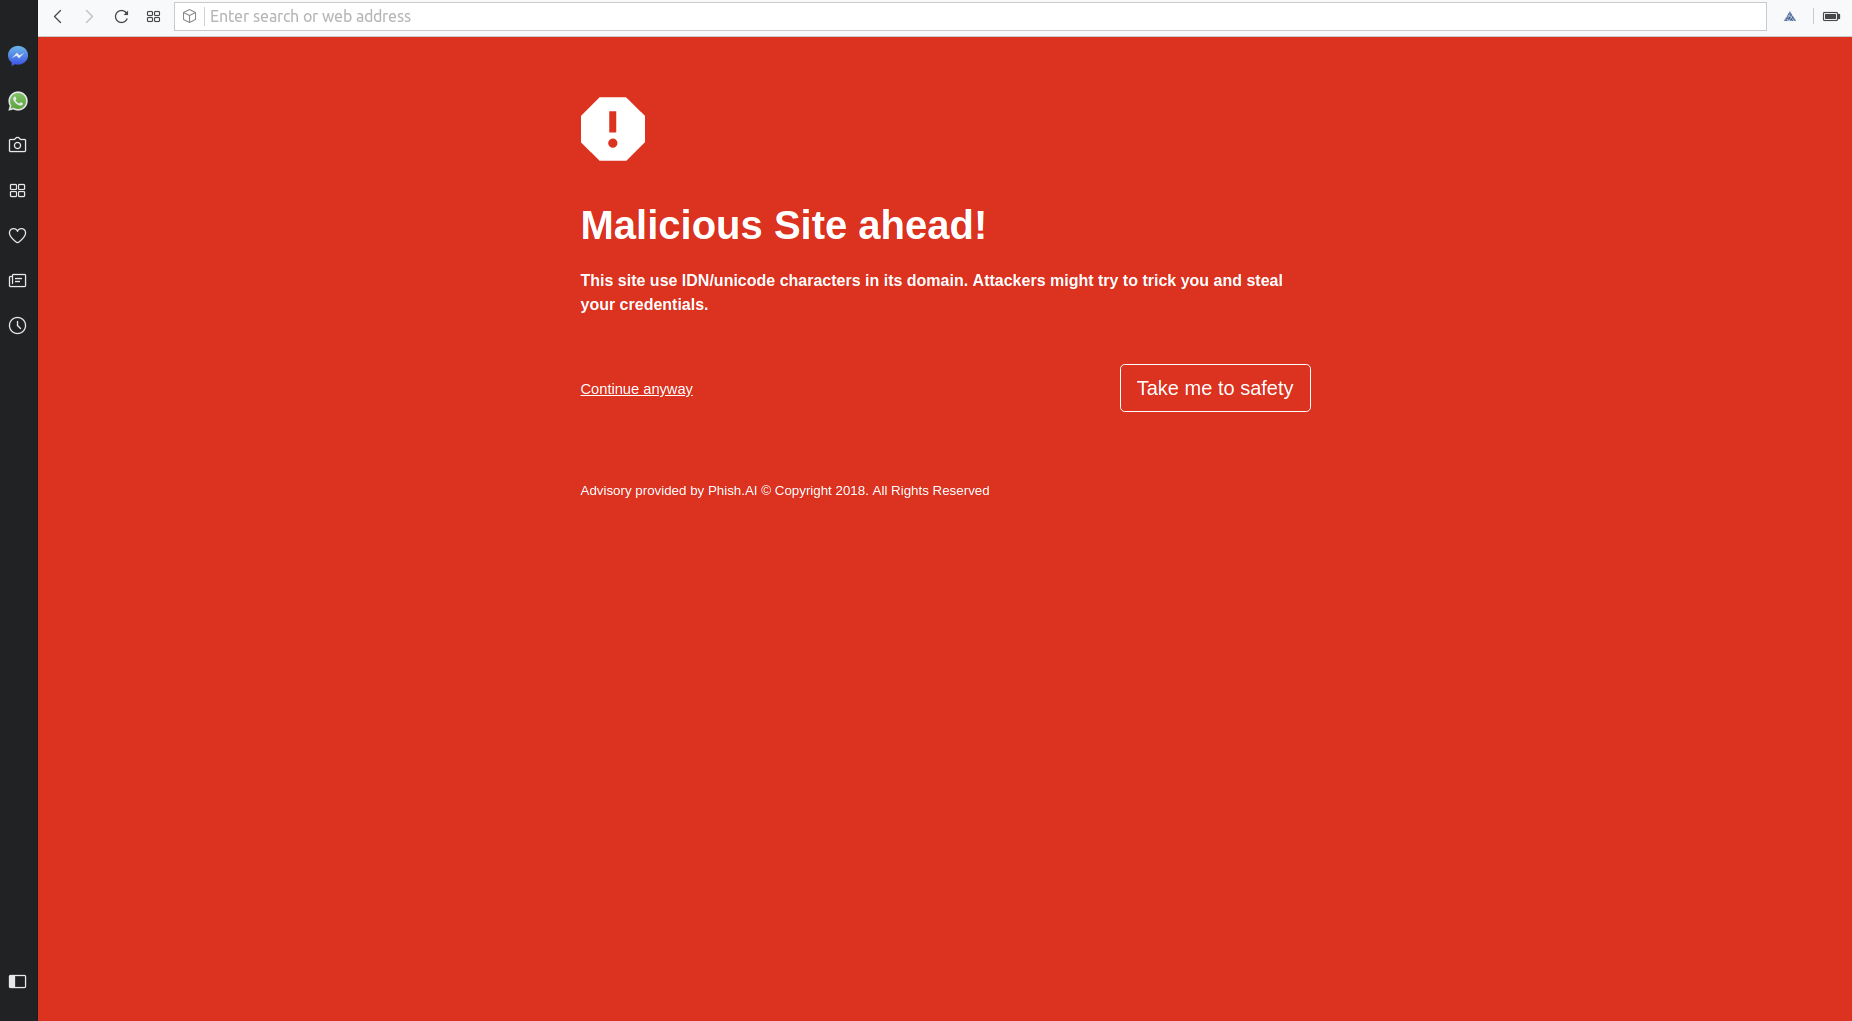 Enter search or web address
Malicious Site ahead!
This site use IDN/unicode characters in its domain. Attackers might try to trick you and steal
your credentials.
Continue anyway
Take me to safety
Advisory provided by Phish.AI © Copyright 2018. All Rights Reserved